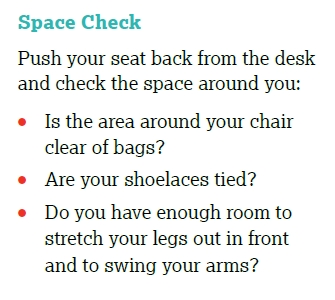 Space Check
Push your seat back from the desk
and check the space around you:
• Is the area around your chair
clear of bags?
• Are your shoelaces tied?
• Do you have enough room to
stretch your legs out in front
and to swing your arms?